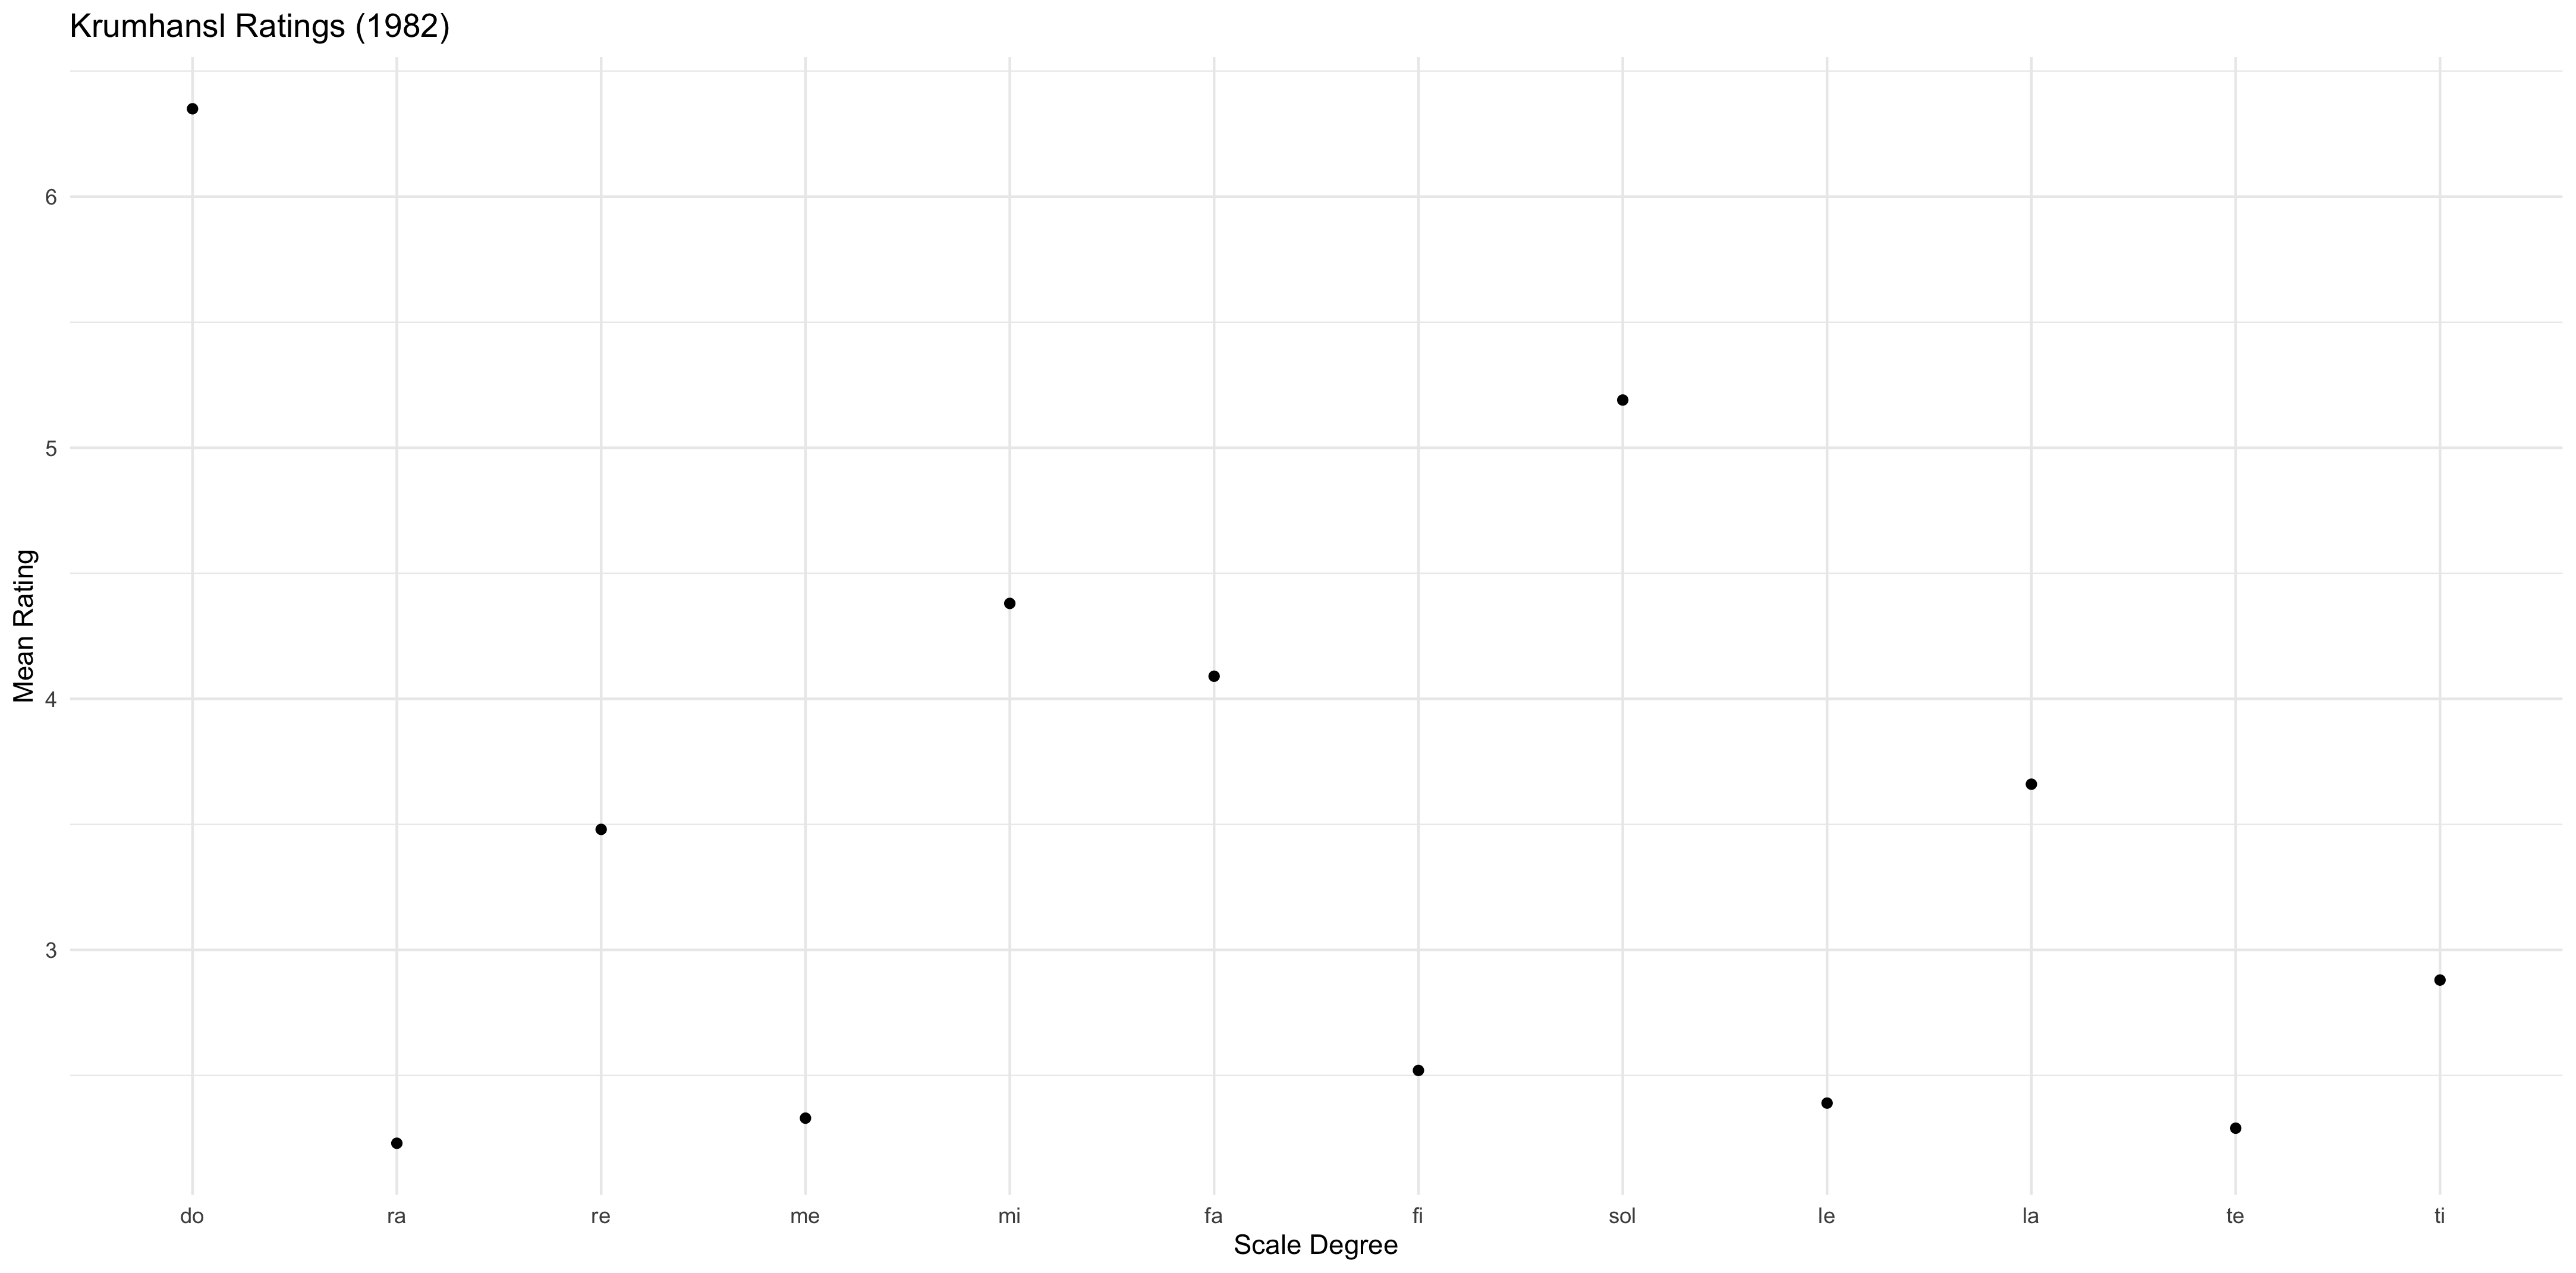 Krumhansl Ratings (1982)
6
5
4
3
Mean Rating
do ra re me mi fa fi sol le la te ti
Scale Degree